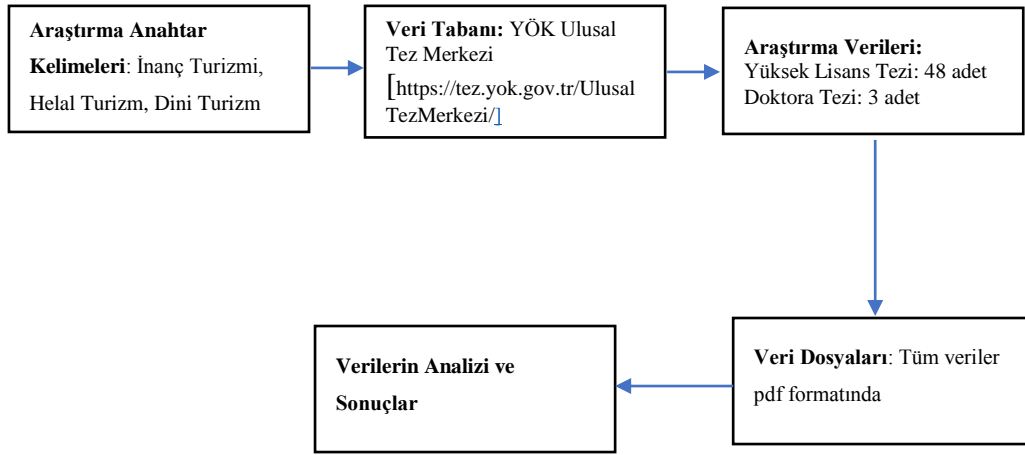 Araştırma Anahtar
Kelimeleri: İnanç Turizmi,
Helal Turizm, Dini Turizm
Veri Tabanı: YÖK Ulusal
Tez Merkezi
[https://tez.yok.gov.tr/Ulusal
TezMerkezi/]
Araştırma Verileri:
Yüksek Lisans Tezi: 48 adet
Doktora Tezi: 3 adet
Veri Dosyaları: Tüm veriler
pdf formatında
Verilerin Analizi ve
Sonuçlar